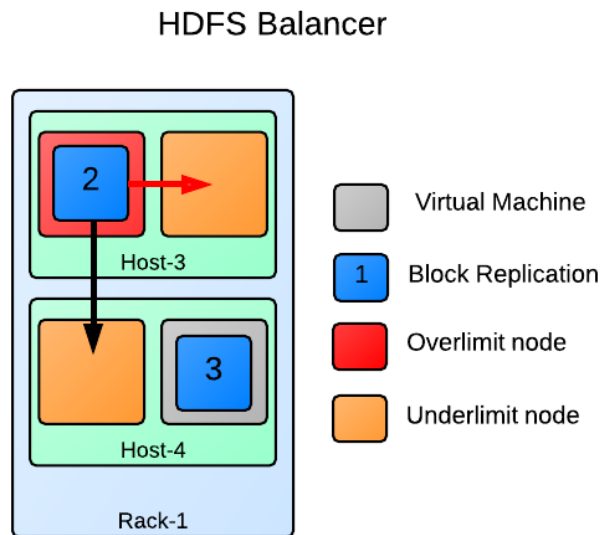 HDFS Balancer
2
Host-3
3
Host-4
Rack-1
Virtual Machine
1
Block Replication
Overlimit node
Underlimit node